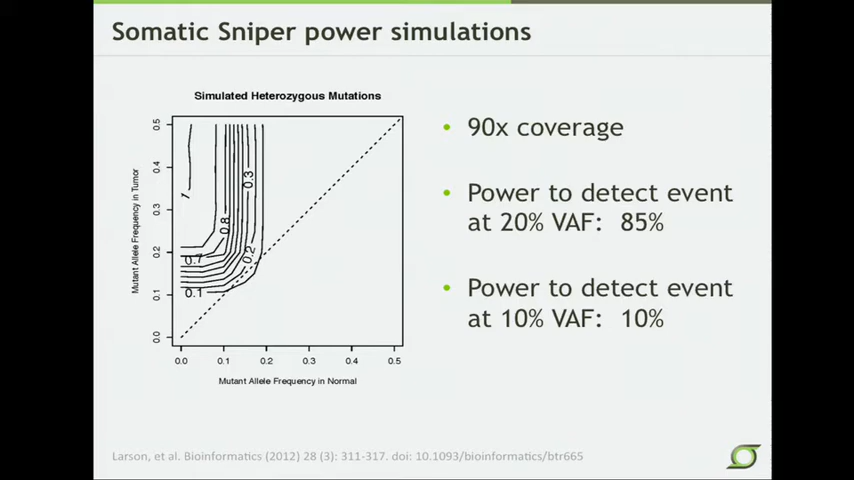 Somatic Sniper power simulations
Simulated Heterozygous Mutations
Mutant Allele Frequency in Tumor
0.5
0.4
0.3
0.2
0.1
0.0
1
0.8
0.3
0.7
0.2
0.1
0.0 0.1 0.2 0.3 0.4 0.5
Mutant Allele Frequency in Normal
• 90x coverage
• Power to detect event
at 20% VAF: 85%
• Power to detect event
at 10% VAF: 10%
Larson, et al. Bioinformatics (2012) 28 (3): 311-317. doi: 10.1093/bioinformatics/btr665